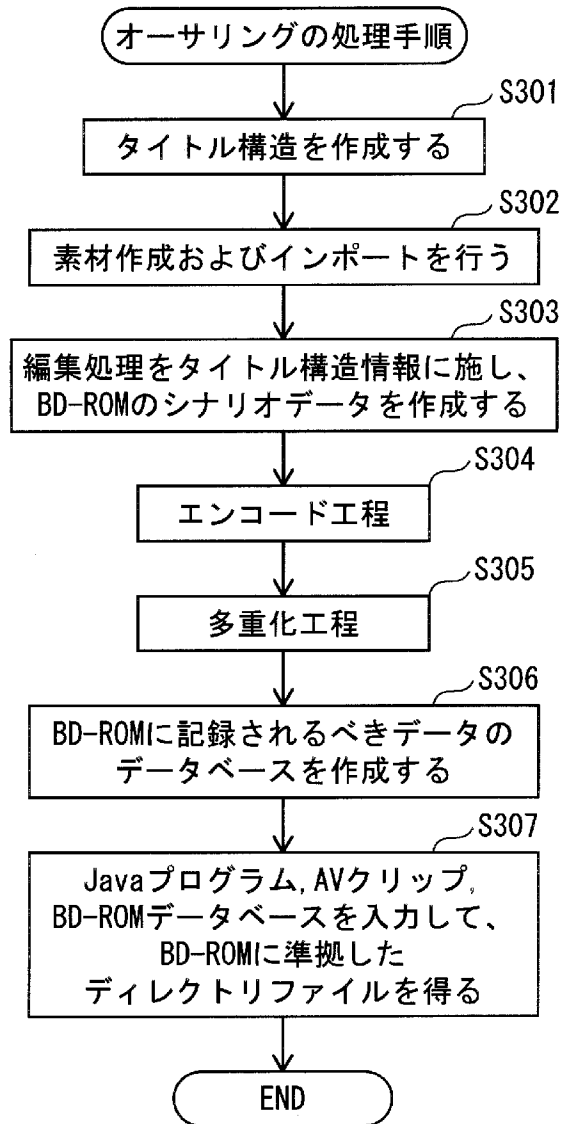 オーサリングの処理手順
S301
タイトル構造を作成する
S302
素材作成およびインポートを行う
S303
編集処理をタイトル構造情報に施し、
BD-ROMのシナリオデータを作成する
S304
エンコード工程
S305
多重化工程
S306
BD-ROMに記録されるべきデータの
データベースを作成する
S307
Javaプログラム,AVクリップ,
BD-ROMデータベースを入力して、
BD-ROMに準拠した
ディレクトリファイルを得る
END